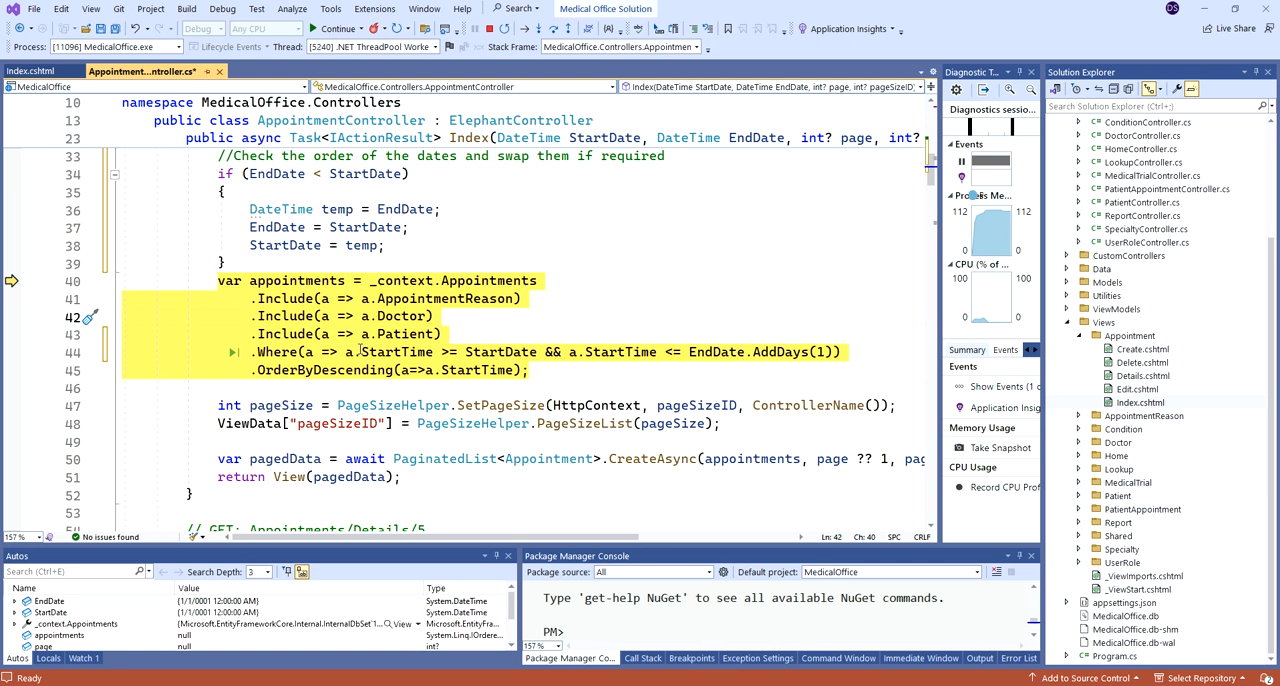 File Edit View Git Project Build Debug Test Analyze Tools Extensions Window Help Search Medical Office Solution DS
Debug Any CPU Continue Application Insights Live Share
Process: [11096] MedicalOffice.exe Lifecycle Events Thread: [5240] .NET ThreadPool Worke Stack Frame: MedicalOffice.Controllers.Appointmen
Index.cshtml Appointment...ntroller.cs*
MedicalOffice MedicalOffice.Controllers.AppointmentController Index(DateTime StartDate, DateTime EndDate, int? page, int? pageSizeID)
10 namespace MedicalOffice.Controllers
13 public class AppointmentController : ElephantController
23 public async Task<IActionResult> Index(DateTime StartDate, DateTime EndDate, int? page, int?
33 //Check the order of the dates and swap them if required
34 if (EndDate < StartDate)
35 {
36 DateTime temp = EndDate;
37 EndDate = StartDate;
38 StartDate = temp;
39 }
40 var appointments = _context.Appointments
41 .Include(a => a.AppointmentReason)
42 .Include(a => a.Doctor)
43 .Include(a => a.Patient)
44 .Where(a => a.StartTime >= StartDate && a.StartTime <= EndDate.AddDays(1))
45 .OrderByDescending(a=>a.StartTime);
46
47 int pageSize = PageSizeHelper.SetPageSize(HttpContext, pageSizeID, ControllerName());
48 ViewData["pageSizeID"] = PageSizeHelper.PageSizeList(pageSize);
49
50 var pagedData = await PaginatedList<Appointment>.CreateAsync(appointments, page ?? 1, pag
51 return View(pagedData);
52 }
53
// GET: Appointments/Details/5
157 % No issues found Ln: 42 Ch: 40 SPC CRLF
Diagnostic T...
Diagnostics sessio...
Events
Me...
112 112
0 0
CPU (% of ...
100 100
0 0
Summary Events
Events
Show Events (1 o
Application Insig
Memory Usage
Take Snapshot
CPU Usage
Record CPU Prof
Solution Explorer
Search Solution Explorer (Ctrl+;)
ConditionController.cs
DoctorController.cs
HomeController.cs
LookupController.cs
MedicalTrialController.cs
PatientAppointmentController.cs
PatientController.cs
ReportController.cs
SpecialtyController.cs
UserRoleController.cs
CustomControllers
Data
Models
Utilities
ViewModels
Views
Appointment
Create.cshtml
Delete.cshtml
Details.cshtml
Edit.cshtml
Index.cshtml
AppointmentReason
Condition
Doctor
Home
Lookup
MedicalTrial
Patient
PatientAppointment
Report
Shared
Specialty
UserRole
_ViewImports.cshtml
_ViewStart.cshtml
appsettings.json
MedicalOffice.db
MedicalOffice.db-shm
MedicalOffice.db-wal
Program.cs
Autos
Search (Ctrl+E) Search Depth: 3
Name Value Type
EndDate {1/1/0001 12:00:00 AM} System.DateTime
StartDate {1/1/0001 12:00:00 AM} System.DateTime
_context.Appointments {Microsoft.EntityFrameworkCore.Internal.InternalDbSet View Microsoft.EntityFr...
appointments null System.Linq.IOrdere...
page null int?
Autos Locals Watch 1
Package Manager Console
Package source: All Default project: MedicalOffice
Type 'get-help NuGet' to see all available NuGet commands.
PM>
157 %
Package Manager Co... Call Stack Breakpoints Exception Settings Command Window Immediate Window Output Error List
Ready Add to Source Control Select Repository 2